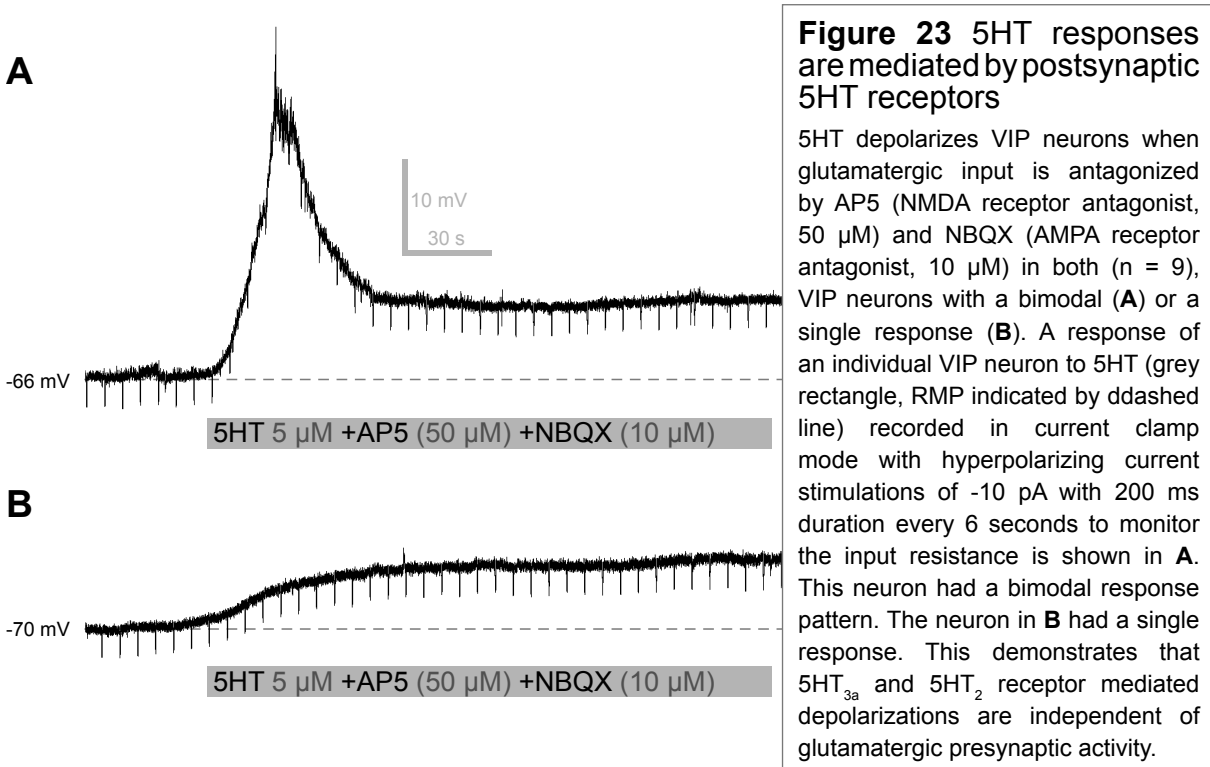 A
10 mV
30 s
-66 mV
5HT 5 µM +AP5 (50 µM) +NBQX (10 µM)
B
-70 mV
5HT 5 µM +AP5 (50 µM) +NBQX (10 µM)
Figure 23 5HT responses
are mediated by postsynaptic
5HT receptors
5HT depolarizes VIP neurons when
glutamatergic input is antagonized
by AP5 (NMDA receptor antagonist,
50 µM) and NBQX (AMPA receptor
antagonist, 10 µM) in both (n = 9),
VIP neurons with a bimodal (A) or a
single response (B). A response of
an individual VIP neuron to 5HT (grey
rectangle, RMP indicated by ddashed
line) recorded in current clamp
mode with hyperpolarizing current
stimulations of -10 pA with 200 ms
duration every 6 seconds to monitor
the input resistance is shown in A.
This neuron had a bimodal response
pattern. The neuron in B had a single
response. This demonstrates that
5HT3a and 5HT2 receptor mediated
depolarizations are independent of
glutamatergic presynaptic activity.